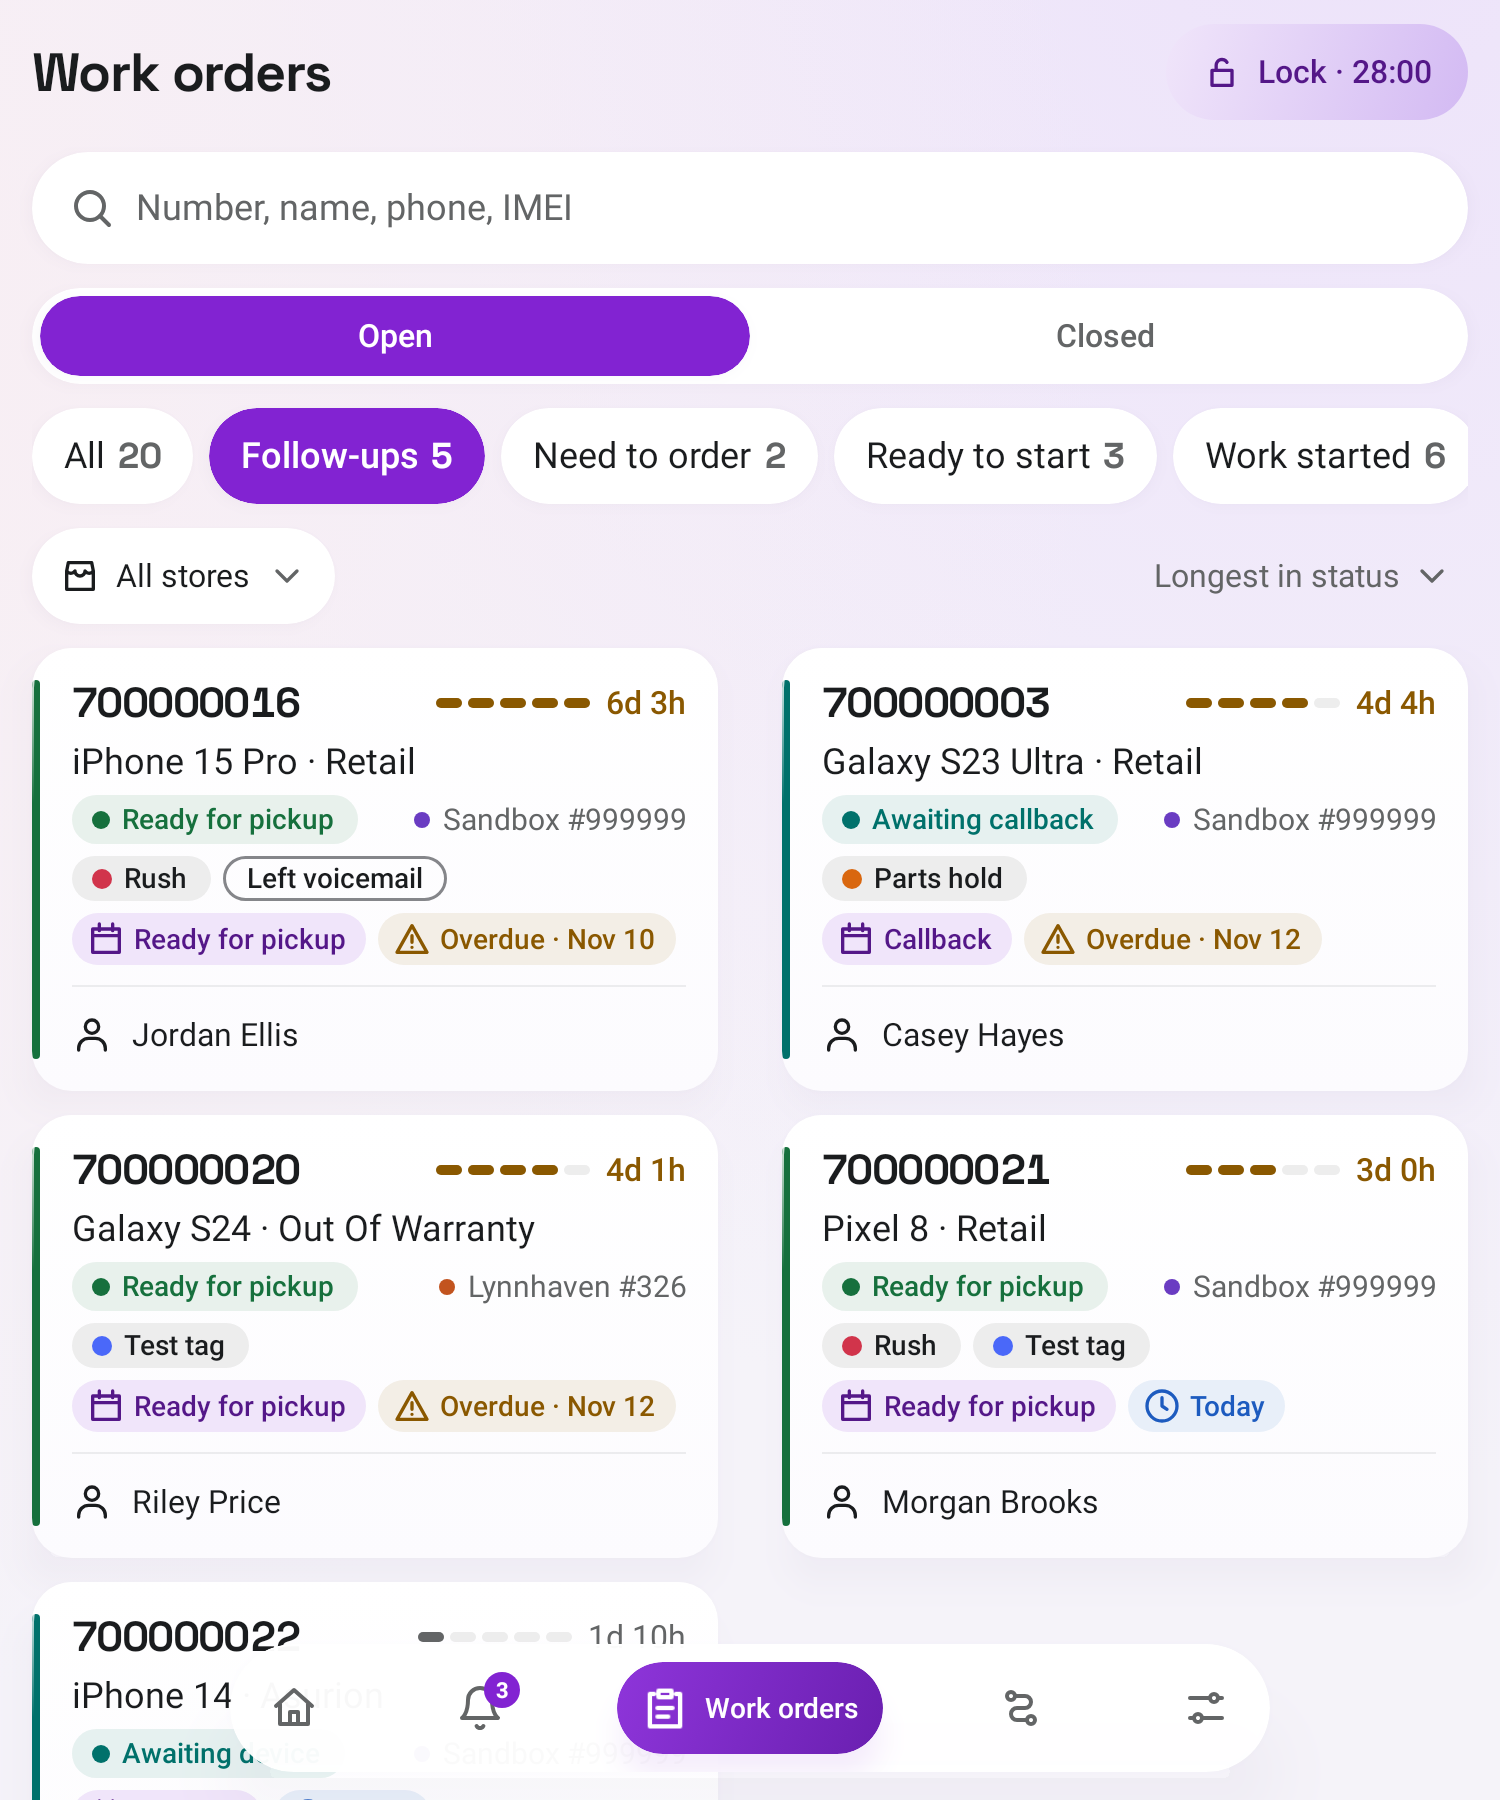 Work orders
Lock · 28:00
Number, name, phone, IMEI
Open
Closed
All 20
Follow-ups 5
Need to order 2
Ready to start 3
Work started 6
All stores
Longest in status
700000016
6d 3h
iPhone 15 Pro · Retail
Ready for pickup
Sandbox #999999
Rush
Left voicemail
Ready for pickup
Overdue · Nov 10
Jordan Ellis
700000003
4d 4h
Galaxy S23 Ultra · Retail
Awaiting callback
Sandbox #999999
Parts hold
Callback
Overdue · Nov 12
Casey Hayes
700000020
4d 1h
Galaxy S24 · Out Of Warranty
Ready for pickup
Lynnhaven #326
Test tag
Ready for pickup
Overdue · Nov 12
Riley Price
700000021
3d 0h
Pixel 8 · Retail
Ready for pickup
Sandbox #999999
Rush
Test tag
Ready for pickup
Today
Morgan Brooks
700000022
1d 10h
iPhone 14 ·
Awaiting device
Sandbox #999999
3
Work orders